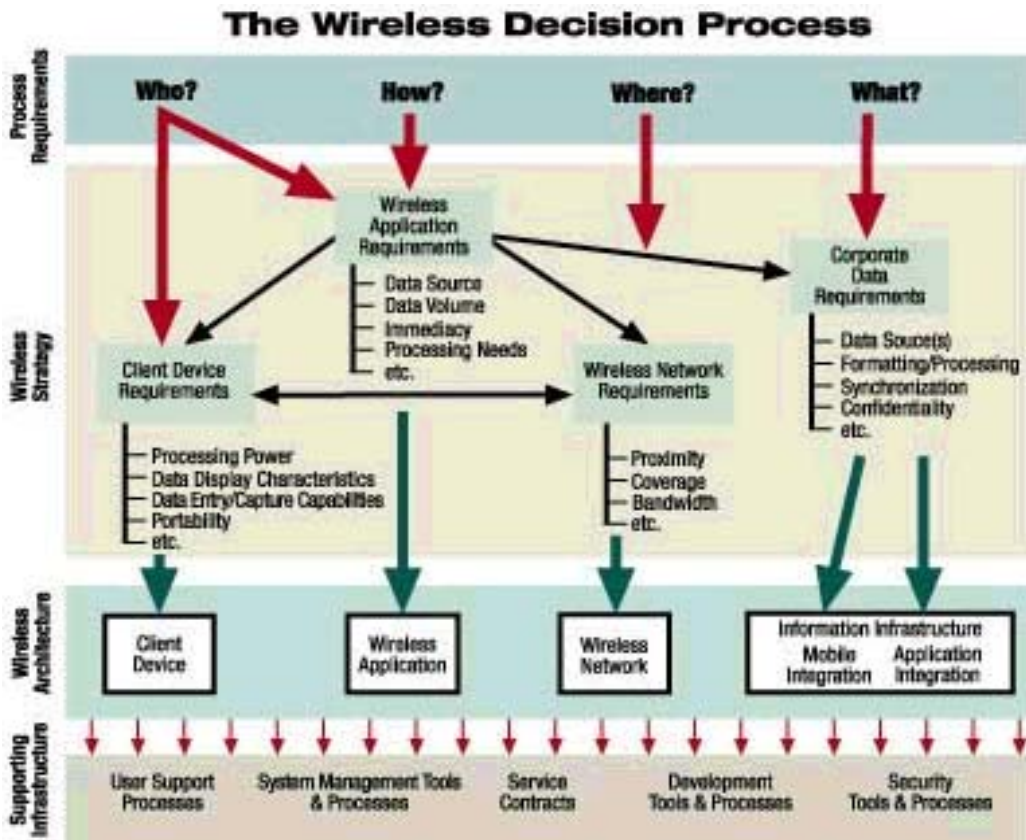 The Wireless Decision Process
Process
Requirements
Who?
How?
Where?
What?
Wireless
Strategy
Wireless
Application
Requirements
Data Source
Data Volume
Immediacy
Processing Needs
etc.
Corporate
Data
Requirements
Data Souce(s)
Formatting/Processing
Synchronization
Confidentiality
etc.
Client Device
Requirements
Processing Power
Data Display Characteristics
Data Entry/Capture Capabilities
Portability
etc.
Wireless Network
Requirements
Proximity
Coverage
Bandwidth
etc.
Wireless
Architecture
Client
Device
Wireless
Application
Wireless
Network
Information Infrastructure
Mobile
Integration
Application
Integration
Supporting
Infrastructure
User Support
Processes
System Management Tools
& Processes
Service
Contracts
Development
Tools & Processes
Security
Tools & Processes